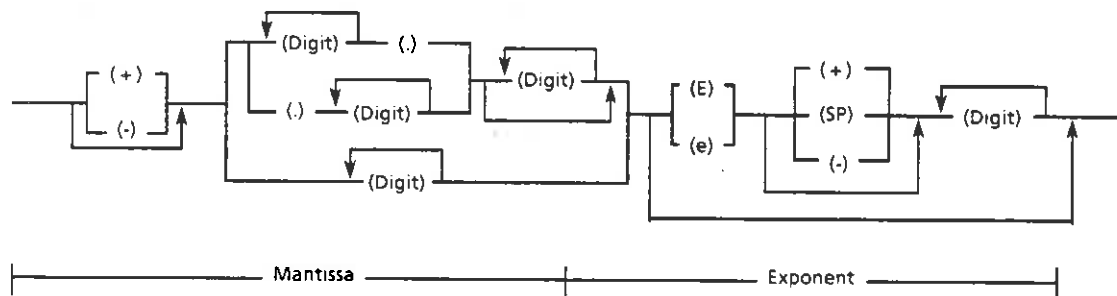 (Digit) (.)
(+) (Digit) (E) (+)
(.) (Digit) (SP) (Digit)
(-) (e) (-)
(Digit)
Mantissa Exponent